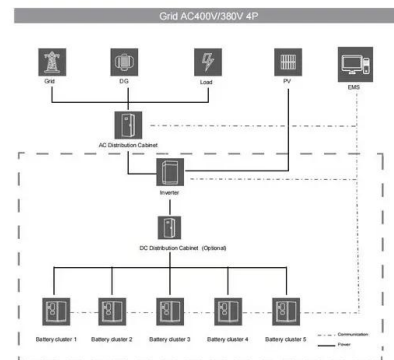 Grid AC400V/380V 4P
Grid
DG
Load
PV
EMS
AC Distribution Cabinet
Inverter
DC Distribution Cabinet (Optional)
Battery cluster 1
Battery cluster 2
Battery cluster 3
Battery cluster 4
Battery cluster 5
Communication
Power